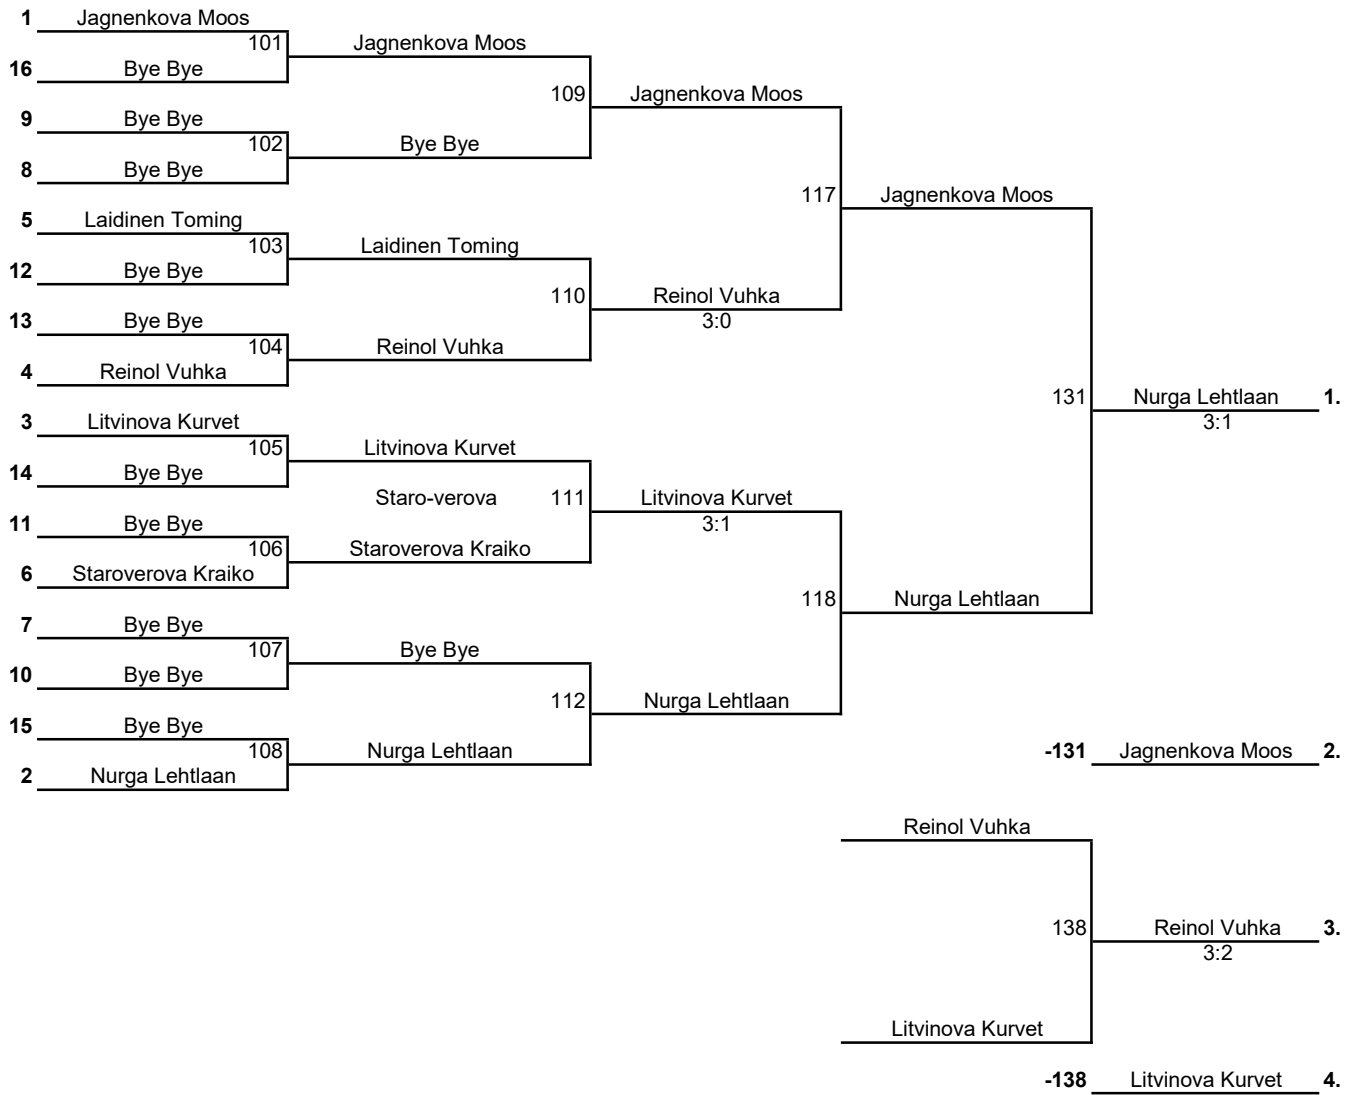 1 Jagnenkova Moos
101 Jagnenkova Moos
16 Bye Bye
109 Jagnenkova Moos
9 Bye Bye
102 Bye Bye
8 Bye Bye
117 Jagnenkova Moos
5 Laidinen Toming
103 Laidinen Toming
12 Bye Bye
110 Reinol Vuhka
3:0
13 Bye Bye
104 Reinol Vuhka
4 Reinol Vuhka
131 Nurga Lehtlaan 1.
3:1
3 Litvinova Kurvet
105 Litvinova Kurvet
14 Bye Bye
Staro-verova 111 Litvinova Kurvet
3:1
11 Bye Bye
106 Staroverova Kraiko
6 Staroverova Kraiko
118 Nurga Lehtlaan
7 Bye Bye
107 Bye Bye
10 Bye Bye
112 Nurga Lehtlaan
15 Bye Bye
108 Nurga Lehtlaan
2 Nurga Lehtlaan
-131 Jagnenkova Moos 2.
Reinol Vuhka
138 Reinol Vuhka 3.
3:2
Litvinova Kurvet
-138 Litvinova Kurvet 4.